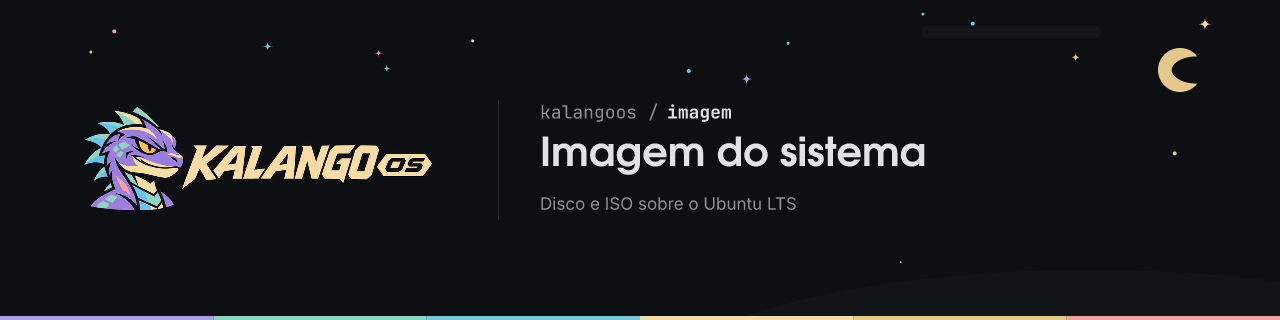 KALANGO OS
kalangoos / imagem
Imagem do sistema
Disco e ISO sobre o Ubuntu LTS